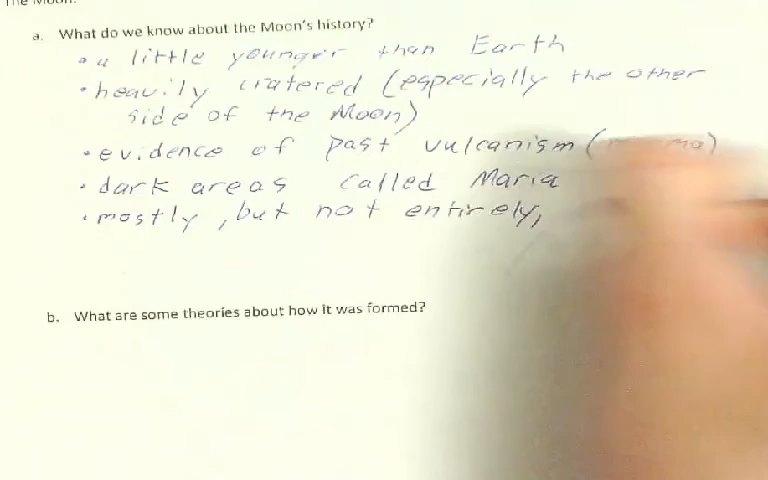 The Moon.
a. What do we know about the Moon's history?
• a little younger than Earth
• heavily cratered (especially the other
side of the Moon)
• evidence of past vulcanism (
• dark areas called Maria
• mostly, but not entirely,
b. What are some theories about how it was formed?